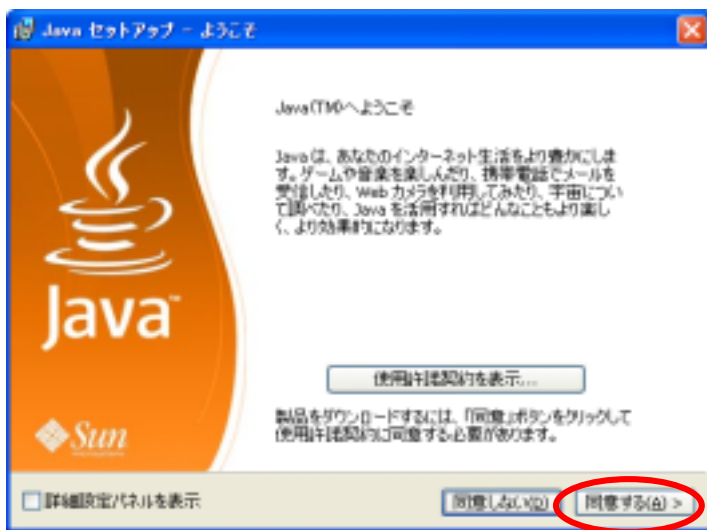 Java セットアップ - ようこそ
Java(TM)へようこそ
Java は、あなたのインターネット生活をより豊かにしま
す。ゲームや音楽を楽しんだり、携帯電話でメールを
受信したり、Web カメラを利用してみたり、宇宙につい
て調べたり、Java を活用すればどんなこともより楽し
く、より効果的になります。
Java™
使用許諾契約を表示...
製品をダウンロードするには、「同意」ボタンをクリックして
使用許諾契約に同意する必要があります。
Sun
詳細設定パネルを表示
同意しない(D)
同意する(A) >